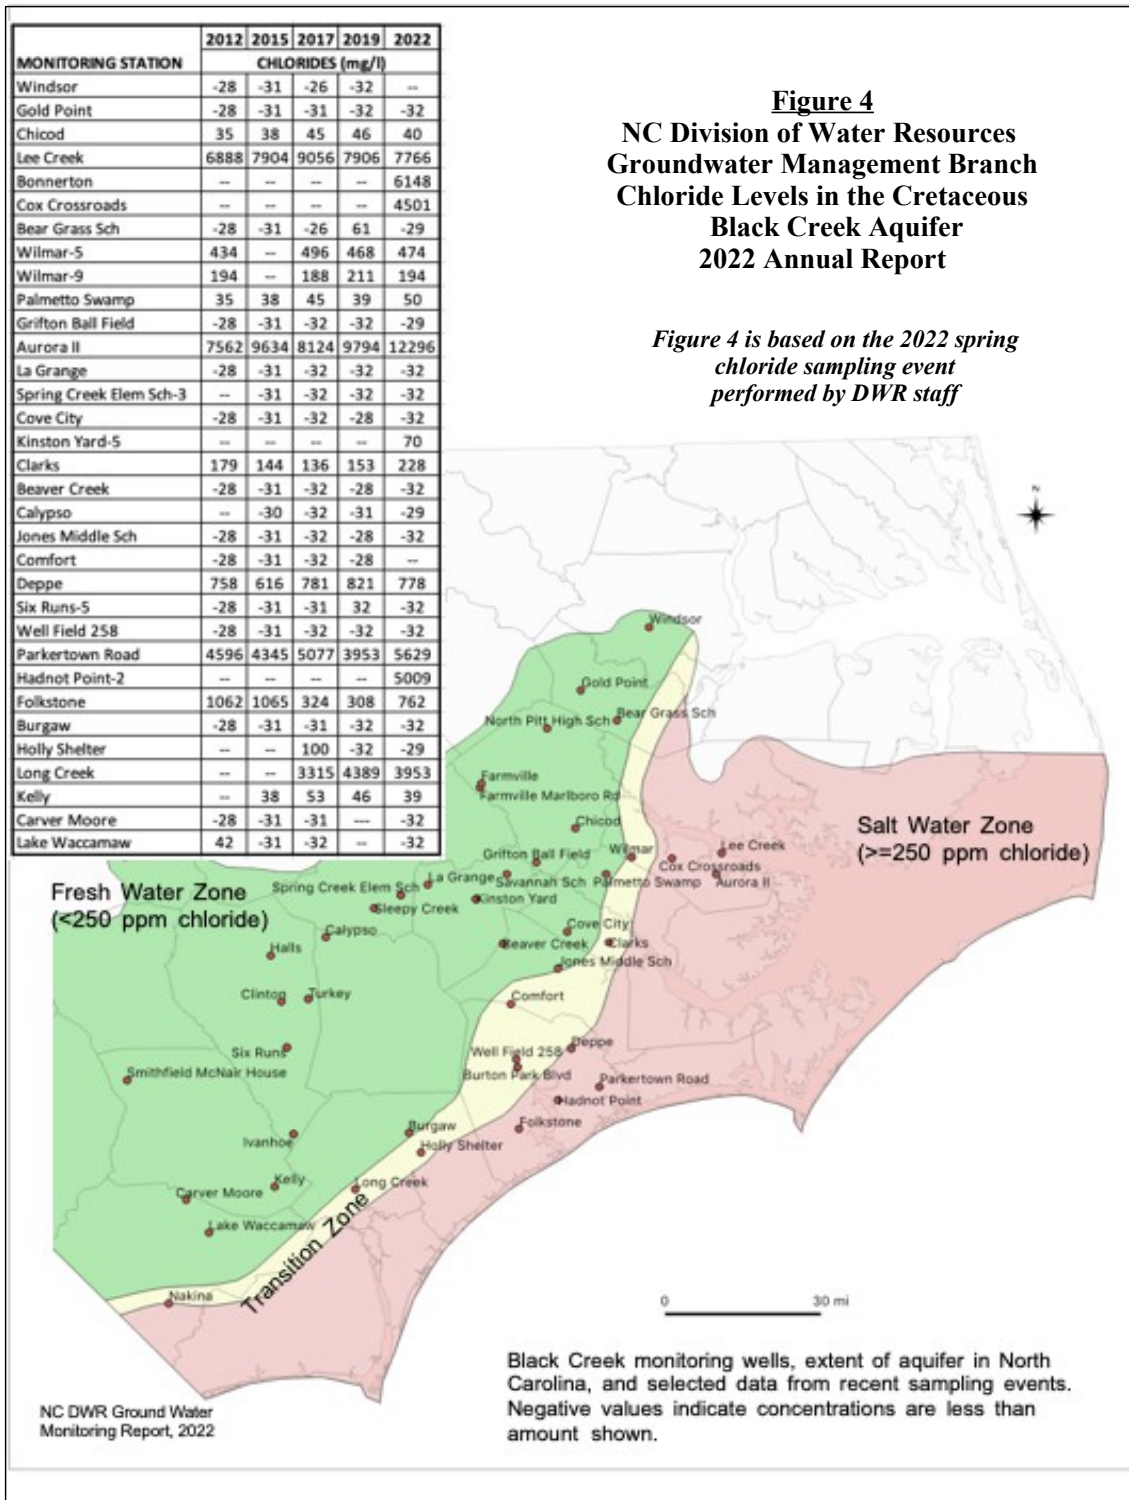 2012 2015 2017 2019 2022
MONITORING STATION CHLORIDES (mg/l)
Windsor -28 -31 -26 -32 --
Gold Point -28 -31 -31 -32 -32
Chicod 35 38 45 46 40
Lee Creek 6888 7904 9056 7906 7766
Bonnerton -- -- -- -- 6148
Cox Crossroads -- -- -- -- 4501
Bear Grass Sch -28 -31 -26 61 -29
Wilmar-5 434 -- 496 468 474
Wilmar-9 194 -- 188 211 194
Palmetto Swamp 35 38 45 39 50
Grifton Ball Field -28 -31 -32 -32 -29
Aurora II 7562 9634 8124 9794 12296
La Grange -28 -31 -32 -32 -32
Spring Creek Elem Sch-3 -- -31 -32 -32 -32
Cove City -28 -31 -32 -28 -32
Kinston Yard-5 -- -- -- -- 70
Clarks 179 144 136 153 228
Beaver Creek -28 -31 -32 -28 -32
Calypso -- -30 -32 -31 -29
Jones Middle Sch -28 -31 -32 -28 -32
Comfort -28 -31 -32 -28 --
Deppe 758 616 781 821 778
Six Runs-5 -28 -31 -31 32 -32
Well Field 258 -28 -31 -32 -32 -32
Parkertown Road 4596 4345 5077 3953 5629
Hadnot Point-2 -- -- -- -- 5009
Folkstone 1062 1065 324 308 762
Burgaw -28 -31 -31 -32 -32
Holly Shelter -- -- 100 -32 -29
Long Creek -- -- 3315 4389 3953
Kelly -- 38 53 46 39
Carver Moore -28 -31 -31 --- -32
Lake Waccamaw 42 -31 -32 -- -32
Figure 4
NC Division of Water Resources
Groundwater Management Branch
Chloride Levels in the Cretaceous
Black Creek Aquifer
2022 Annual Report
Figure 4 is based on the 2022 spring
chloride sampling event
performed by DWR staff
N
Windsor
Gold Point
Bear Grass Sch
North Pitt High Sch
Farmville
Farmville Marlboro Rd
Chicod
Salt Water Zone
(>=250 ppm chloride)
Wilmar
Lee Creek
Grifton Ball Field
Cox Crossroads
La Grange
Savannah Sch
Palmetto Swamp
Aurora II
Fresh Water Zone
(<250 ppm chloride)
Spring Creek Elem Sch
Kinston Yard
Sleepy Creek
Cove City
Calypso
Beaver Creek
Clarks
Halls
Jones Middle Sch
Clinton
Turkey
Comfort
Deppe
Six Runs
Well Field 258
Smithfield McNair House
Burton Park Blvd
Parkertown Road
Hadnot Point
Burgaw
Folkstone
Ivanhoe
Holly Shelter
Kelly
Long Creek
Carver Moore
Lake Waccamaw
Transition Zone
Nakina
0 30 mi
Black Creek monitoring wells, extent of aquifer in North
Carolina, and selected data from recent sampling events.
Negative values indicate concentrations are less than
amount shown.
NC DWR Ground Water
Monitoring Report, 2022